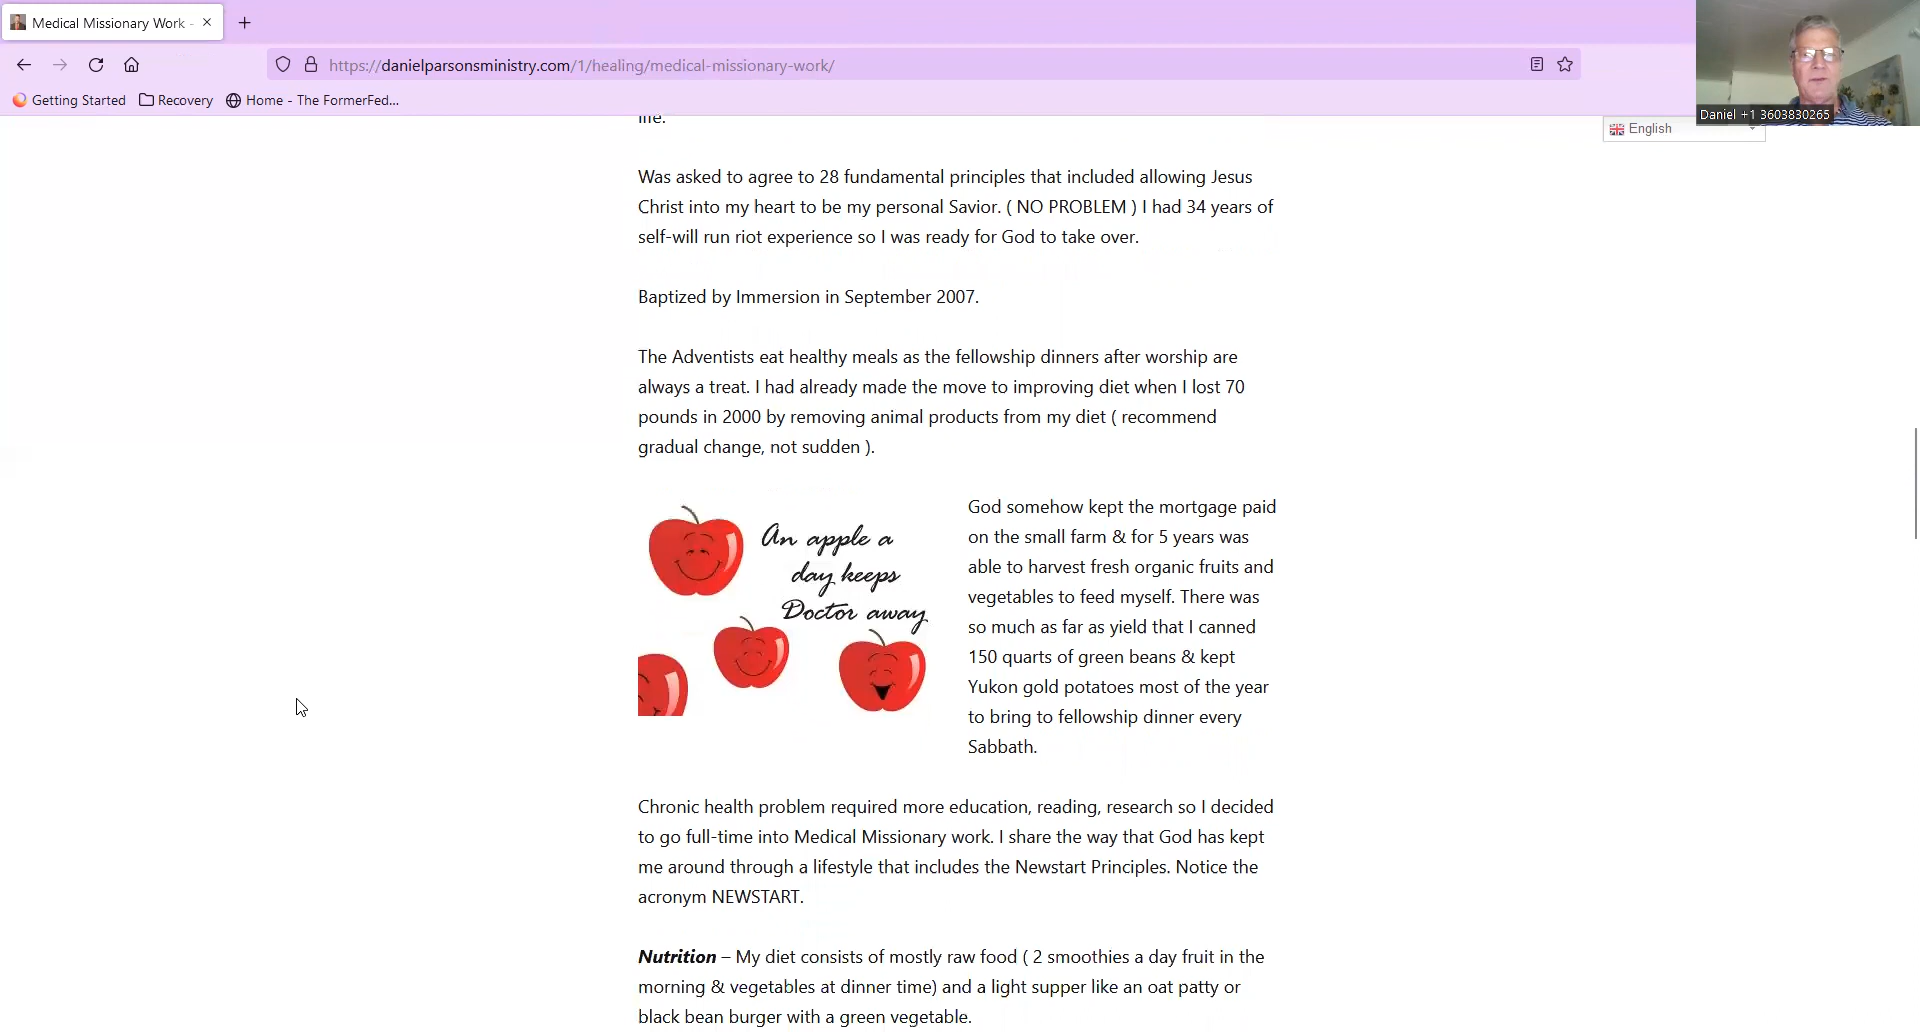 Medical Missionary Work -
https://danielparsonsministry.com/1/healing/medical-missionary-work/
Getting Started
Recovery
Home - The FormerFed...
Daniel +1 3603830265
English
life.
Was asked to agree to 28 fundamental principles that included allowing Jesus
Christ into my heart to be my personal Savior. ( NO PROBLEM ) I had 34 years of
self-will run riot experience so I was ready for God to take over.
Baptized by Immersion in September 2007.
The Adventists eat healthy meals as the fellowship dinners after worship are
always a treat. I had already made the move to improving diet when I lost 70
pounds in 2000 by removing animal products from my diet ( recommend
gradual change, not sudden ).
An apple a
day keeps
Doctor away
God somehow kept the mortgage paid
on the small farm & for 5 years was
able to harvest fresh organic fruits and
vegetables to feed myself. There was
so much as far as yield that I canned
150 quarts of green beans & kept
Yukon gold potatoes most of the year
to bring to fellowship dinner every
Sabbath.
Chronic health problem required more education, reading, research so I decided
to go full-time into Medical Missionary work. I share the way that God has kept
me around through a lifestyle that includes the Newstart Principles. Notice the
acronym NEWSTART.
Nutrition – My diet consists of mostly raw food ( 2 smoothies a day fruit in the
morning & vegetables at dinner time) and a light supper like an oat patty or
black bean burger with a green vegetable.